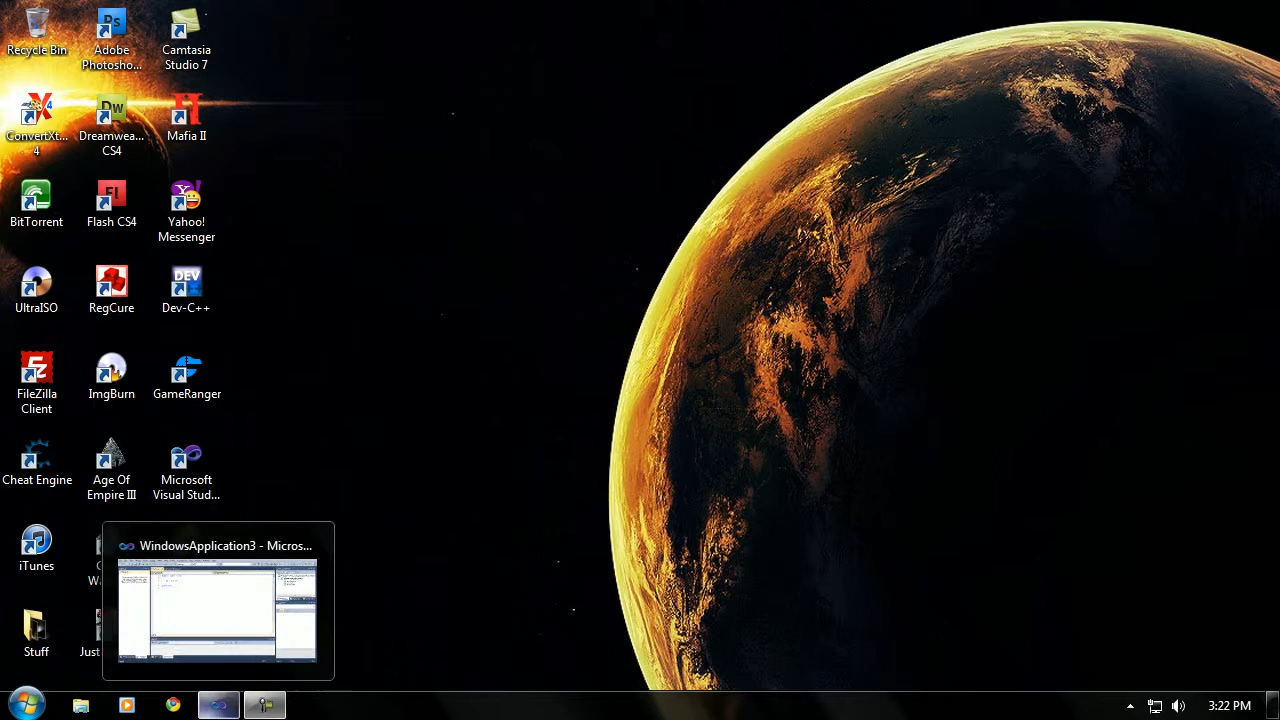 Recycle Bin
Adobe
Photosho...
Camtasia
Studio 7
ConvertXt...
4
Dreamwea...
CS4
Mafia II
BitTorrent
Flash CS4
Yahoo!
Messenger
UltraISO
RegCure
Dev-C++
FileZilla
Client
ImgBurn
GameRanger
Cheat Engine
Age Of
Empire III
Microsoft
Visual Stud...
iTunes
WindowsApplication3 - Micros...
Stuff
Just
3:22 PM